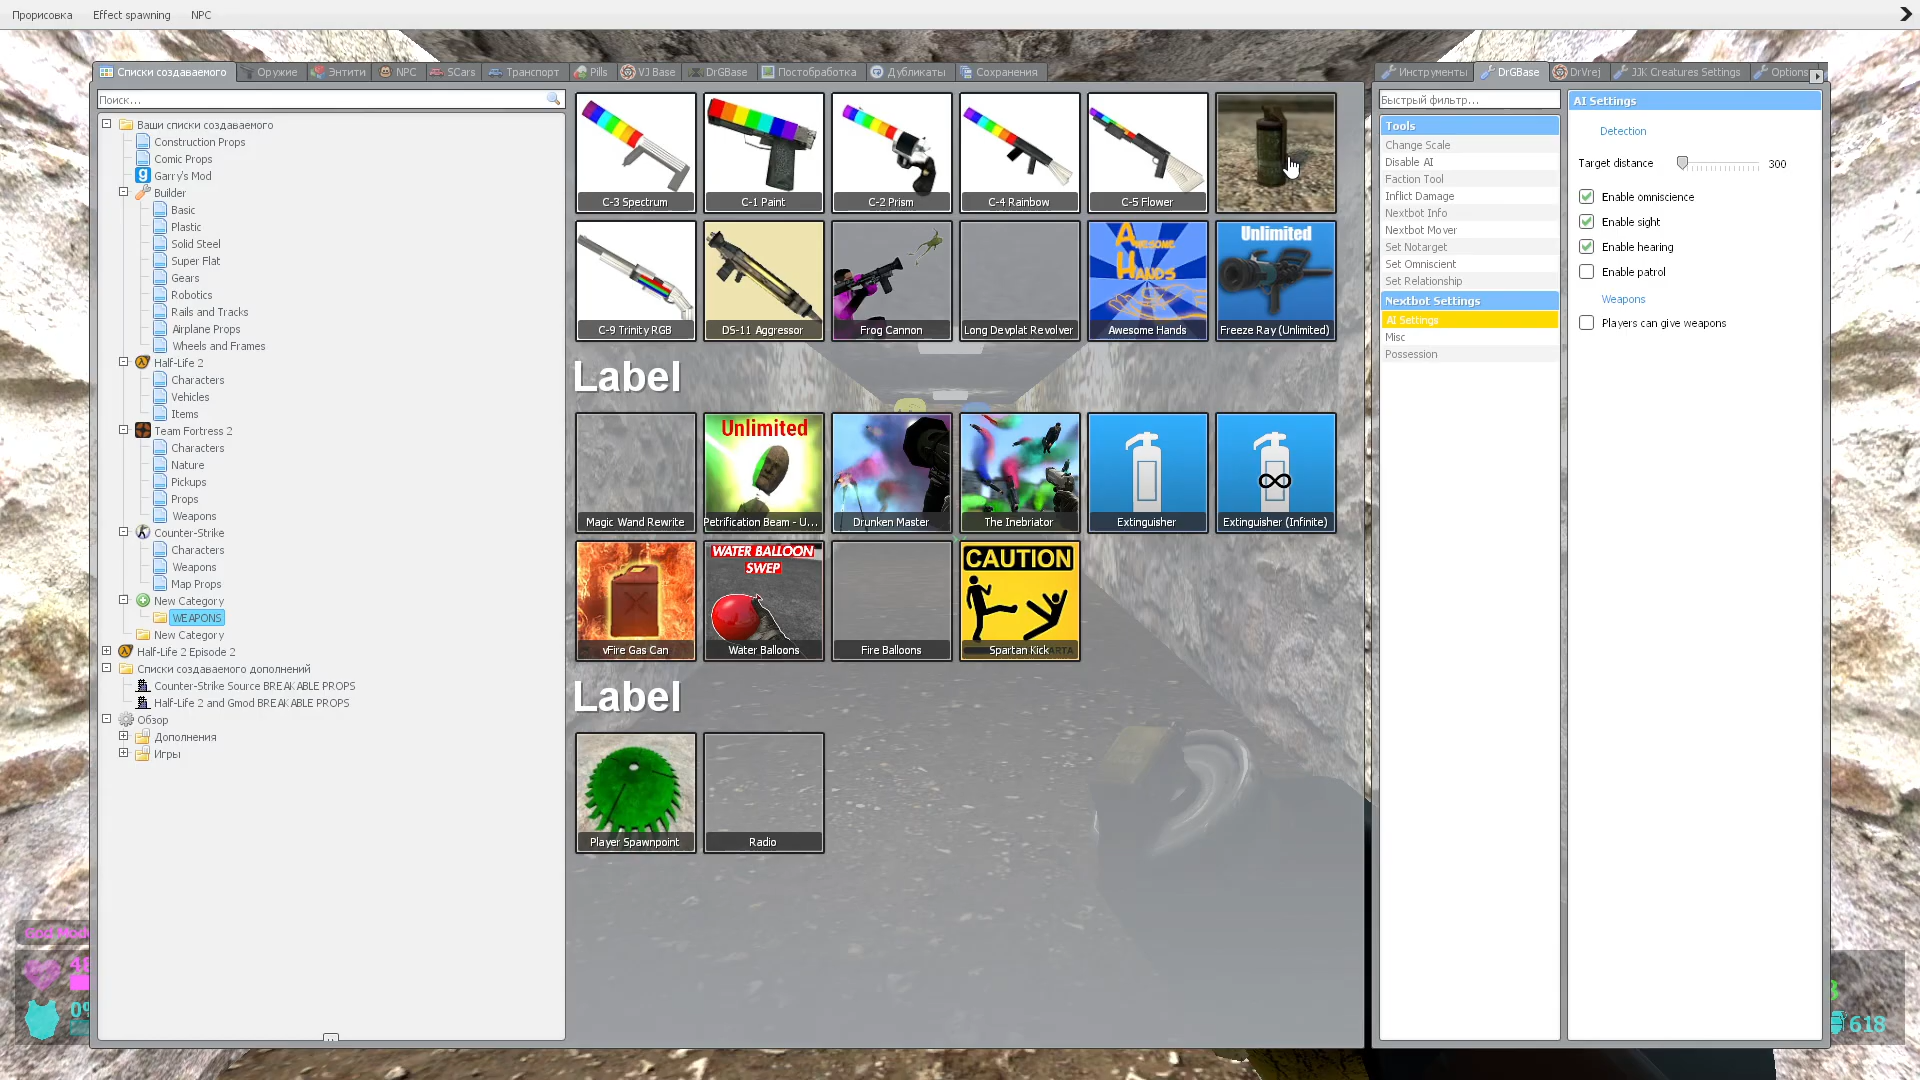 Прорисовка Effect spawning NPC
Списки создаваемого Оружие Энтити NPC SCars Транспорт Pills VJ Base DrGBase Постобработка Дубликаты Сохранения
Инструменты DrGBase DrVrej JJK Creatures Settings Options
Поиск...
Ваши списки создаваемого
Construction Props
Comic Props
Garry's Mod
Builder
Basic
Plastic
Solid Steel
Super Flat
Gears
Robotics
Rails and Tracks
Airplane Props
Wheels and Frames
Half-Life 2
Characters
Vehicles
Items
Team Fortress 2
Characters
Nature
Pickups
Props
Weapons
Counter-Strike
Characters
Weapons
Map Props
New Category
WEAPONS
New Category
Half-Life 2 Episode 2
Списки создаваемого дополнений
Counter-Strike Source BREAKABLE PROPS
Half-Life 2 and Gmod BREAKABLE PROPS
Обзор
Дополнения
Игры
C-3 Spectrum C-1 Paint C-2 Prism C-4 Rainbow C-5 Flower
Awesome Hands
Unlimited
C-9 Trinity RGB DS-11 Aggressor Frog Cannon Long Devplat Revolver Awesome Hands Freeze Ray (Unlimited)
Label
Unlimited
Magic Wand Rewrite Petrification Beam - U... Drunken Master The Inebriator Extinguisher Extinguisher (Infinite)
WATER BALLOON
SWEP
CAUTION
vFire Gas Can Water Balloons Fire Balloons Spartan Kick
Label
Player Spawnpoint Radio
Быстрый фильтр...
Tools
Change Scale
Disable AI
Faction Tool
Inflict Damage
Nextbot Info
Nextbot Mover
Set Notarget
Set Omniscient
Set Relationship
Nextbot Settings
AI Settings
Misc
Possession
AI Settings
Detection
Target distance 300
Enable omniscience
Enable sight
Enable hearing
Enable patrol
Weapons
Players can give weapons
0%
618